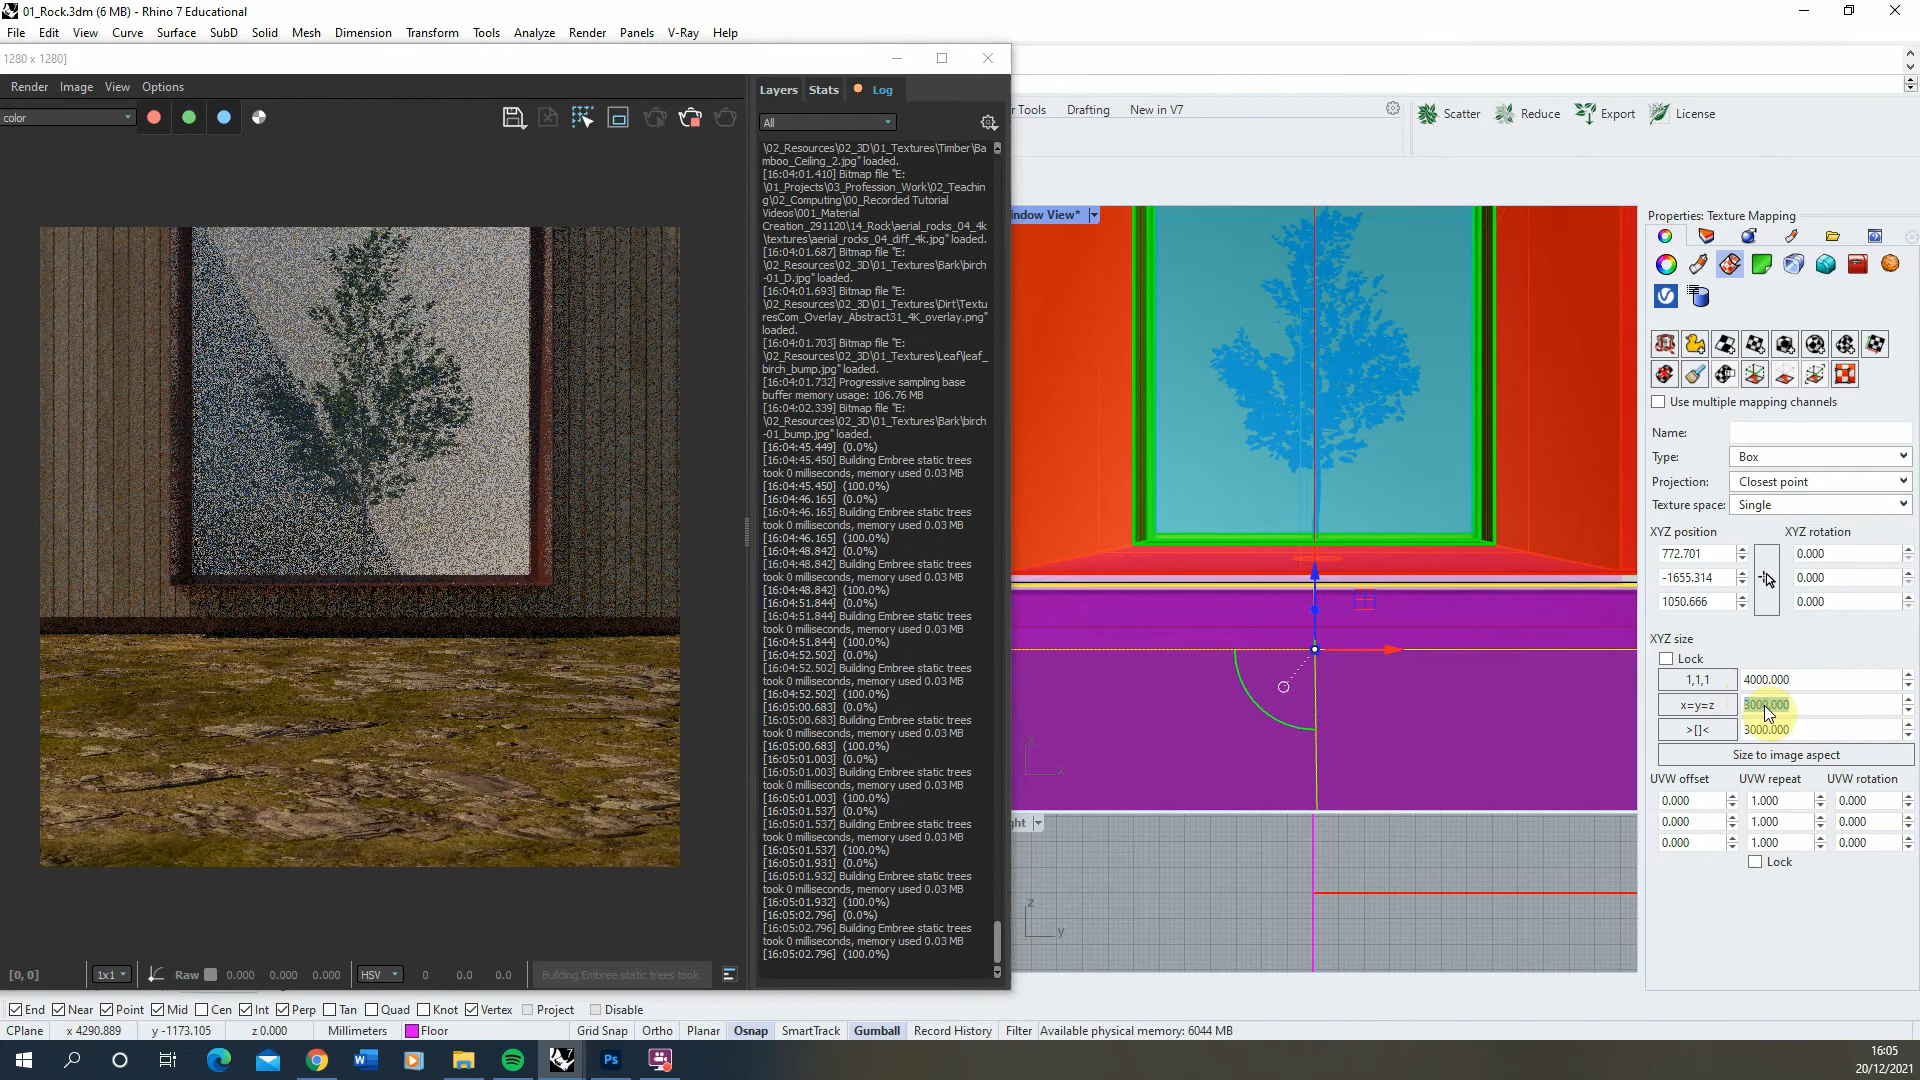 01_Rock.3dm (6 MB) - Rhino 7 Educational
File Edit View Curve Surface SubD Solid Mesh Dimension Transform Tools Analyze Render Panels V-Ray Help
1280 x 1280]
Render Image View Options
Layers Stats Log
color
All
r Tools Drafting New in V7
Scatter Reduce Export License
\02_Resources\02_3D\01_Textures\Timber\Ba
mboo_Ceiling_2.jpg" loaded.
[16:04:01.410] Bitmap file "E:
\01_Projects\03_Profession_Work\02_Teachin
g\02_Computing\00_Recorded Tutorial
Videos\001_Material
Creation_291120\14_Rock\aerial_rocks_04_4k
\textures\aerial_rocks_04_diff_4k.jpg" loaded.
[16:04:01.687] Bitmap file "E:
\02_Resources\02_3D\01_Textures\Bark\birch
-01_D.jpg" loaded.
[16:04:01.693] Bitmap file "E:
\02_Resources\02_3D\01_Textures\Dirt\Textu
resCom_Overlay_Abstract31_4K_overlay.png"
loaded.
[16:04:01.703] Bitmap file "E:
\02_Resources\02_3D\01_Textures\Leaf\leaf_
birch_bump.jpg" loaded.
[16:04:01.732] Progressive sampling base
buffer memory usage: 106.76 MB
[16:04:02.339] Bitmap file "E:
\02_Resources\02_3D\01_Textures\Bark\birch
-01_bump.jpg" loaded.
[16:04:45.449] (0.0%)
[16:04:45.450] Building Embree static trees
took 0 milliseconds, memory used 0.03 MB
[16:04:45.450] (100.0%)
[16:04:46.165] (0.0%)
[16:04:46.165] Building Embree static trees
took 0 milliseconds, memory used 0.03 MB
[16:04:46.165] (100.0%)
[16:04:48.842] (0.0%)
[16:04:48.842] Building Embree static trees
took 0 milliseconds, memory used 0.03 MB
[16:04:48.842] (100.0%)
[16:04:51.844] (0.0%)
[16:04:51.844] Building Embree static trees
took 0 milliseconds, memory used 0.03 MB
[16:04:51.844] (100.0%)
[16:04:52.502] (0.0%)
[16:04:52.502] Building Embree static trees
took 0 milliseconds, memory used 0.03 MB
[16:04:52.502] (100.0%)
[16:05:00.683] (0.0%)
[16:05:00.683] Building Embree static trees
took 0 milliseconds, memory used 0.03 MB
[16:05:00.683] (100.0%)
[16:05:01.003] (0.0%)
[16:05:01.003] Building Embree static trees
took 0 milliseconds, memory used 0.03 MB
[16:05:01.003] (100.0%)
[16:05:01.537] (0.0%)
[16:05:01.537] Building Embree static trees
took 0 milliseconds, memory used 0.03 MB
[16:05:01.537] (100.0%)
[16:05:01.931] (0.0%)
[16:05:01.932] Building Embree static trees
took 0 milliseconds, memory used 0.03 MB
[16:05:01.932] (100.0%)
[16:05:02.796] (0.0%)
[16:05:02.796] Building Embree static trees
took 0 milliseconds, memory used 0.03 MB
[16:05:02.796] (100.0%)
indow View*
z
x
ght
z
y
Properties: Texture Mapping
Use multiple mapping channels
Name:
Type: Box
Projection: Closest point
Texture space: Single
XYZ position XYZ rotation
772.701 0.000
-1655.314 0.000
1050.666 0.000
XYZ size
Lock
1,1,1 4000.000
x=y=z 3000.000
>[]< 3000.000
Size to image aspect
UVW offset UVW repeat UVW rotation
0.000 1.000 0.000
0.000 1.000 0.000
0.000 1.000 0.000
Lock
[0, 0] 1x1 Raw 0.000 0.000 0.000 HSV 0 0.0 0.0 Building Embree static trees took
End Near Point Mid Cen Int Perp Tan Quad Knot Vertex Project Disable
CPlane x 4290.889 y -1173.105 z 0.000 Millimeters Floor Grid Snap Ortho Planar Osnap SmartTrack Gumball Record History Filter Available physical memory: 6044 MB
W Ps
16:05
20/12/2021